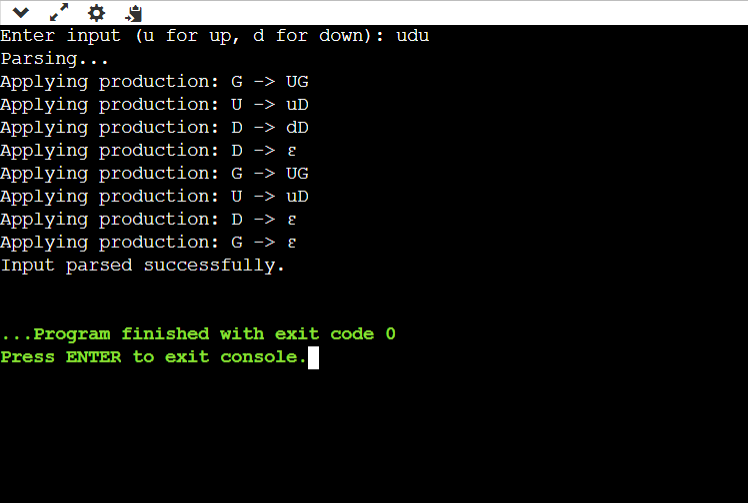 Enter input (u for up, d for down): udu
Parsing...
Applying production: G -> UG
Applying production: U -> uD
Applying production: D -> dD
Applying production: D -> ε
Applying production: G -> UG
Applying production: U -> uD
Applying production: D -> ε
Applying production: G -> ε
Input parsed successfully.
...Program finished with exit code 0
Press ENTER to exit console.